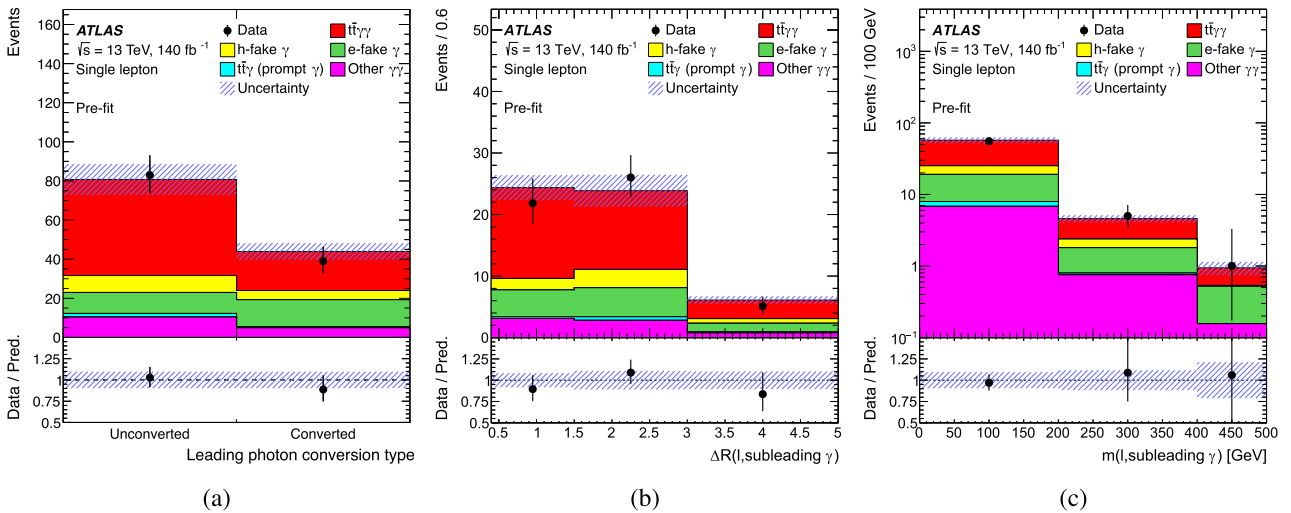 Events
160
140
120
100
80
60
40
20
0
ATLAS
√s = 13 TeV, 140 fb⁻¹
Single lepton
Pre-fit
Data
tt̄γγ
h-fake γ
e-fake γ
tt̄γ (prompt γ)
Other γγ
Uncertainty
Data / Pred.
1.25
1
0.75
0.5
Unconverted Converted
Leading photon conversion type
(a)
Events / 0.6
50
40
30
20
10
0
ATLAS
√s = 13 TeV, 140 fb⁻¹
Single lepton
Pre-fit
Data
tt̄γγ
h-fake γ
e-fake γ
tt̄γ (prompt γ)
Other γγ
Uncertainty
Data / Pred.
1.25
1
0.75
0.5
0.5 1 1.5 2 2.5 3 3.5 4 4.5 5
ΔR(l,subleading γ)
(b)
Events / 100 GeV
10³
10²
10
1
10⁻¹
ATLAS
√s = 13 TeV, 140 fb⁻¹
Single lepton
Pre-fit
Data
tt̄γγ
h-fake γ
e-fake γ
tt̄γ (prompt γ)
Other γγ
Uncertainty
Data / Pred.
1.25
1
0.75
0.5
0 50 100 150 200 250 300 350 400 450 500
m(l,subleading γ) [GeV]
(c)